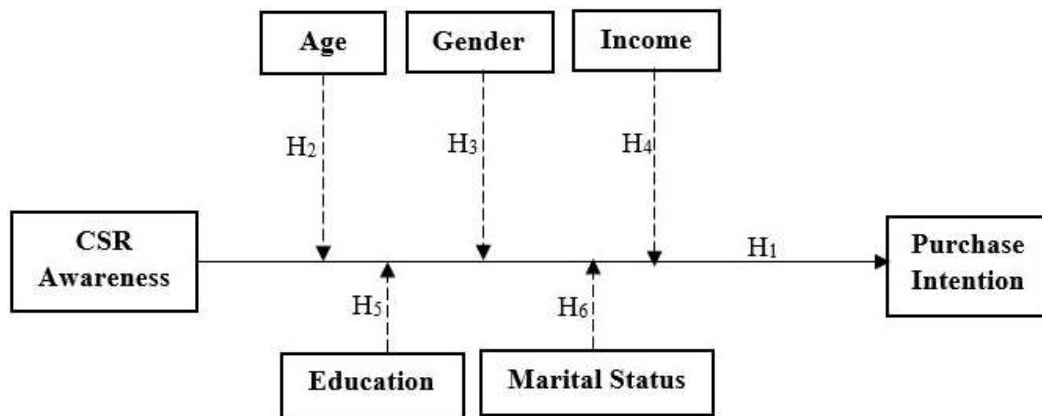 Age Gender Income
H2 H3 H4
CSR
Awareness
H1
Purchase
Intention
H5 H6
Education Marital Status